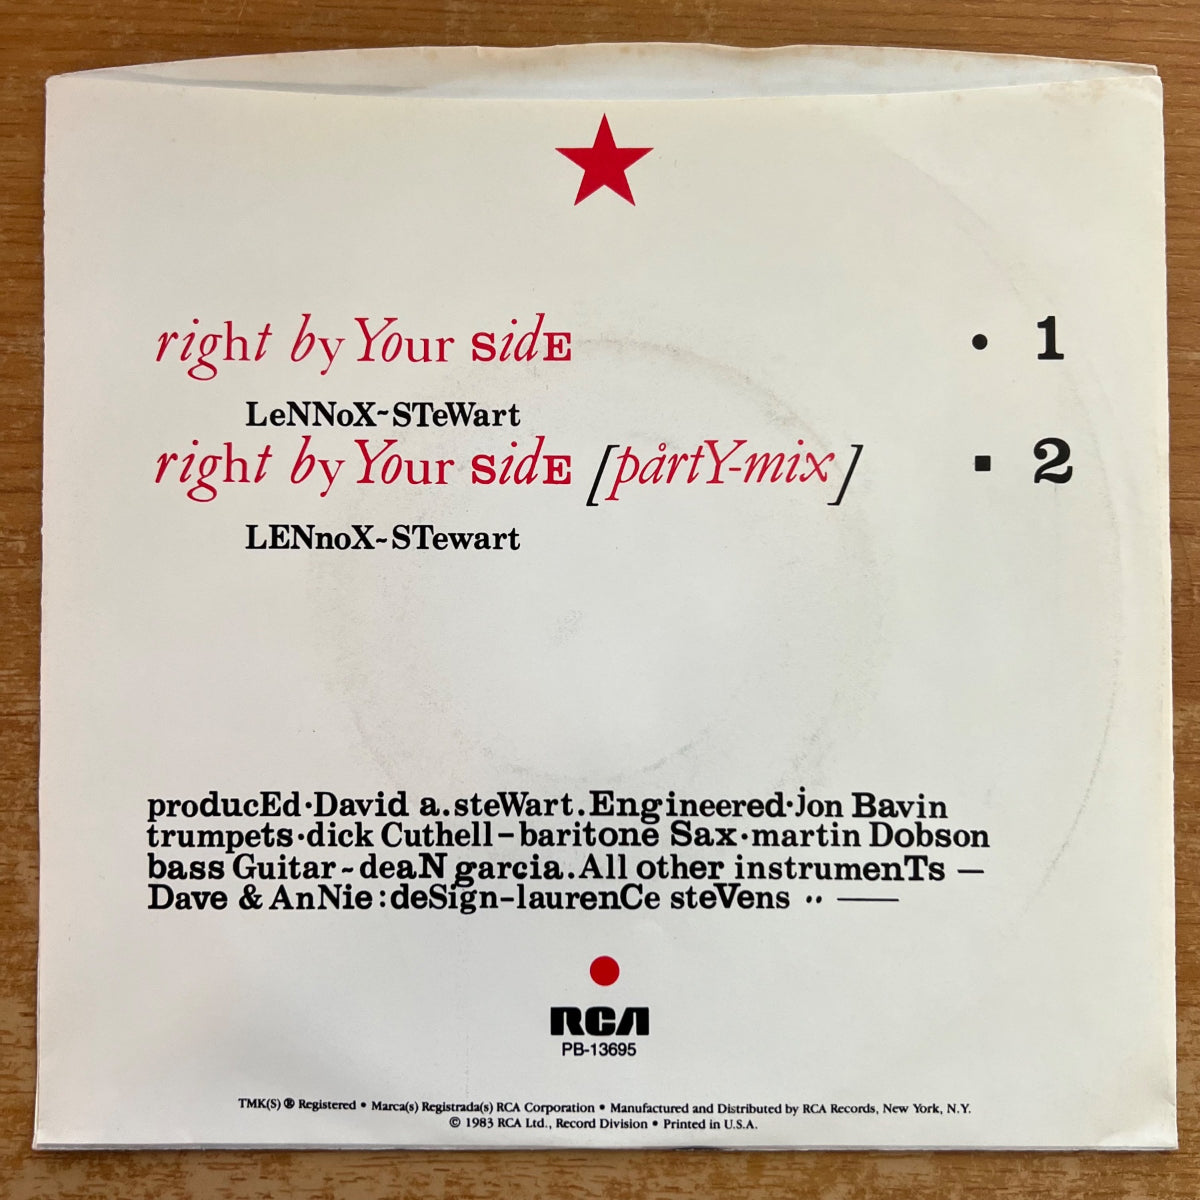 right by YOur sidE
• 1
LeNNoX~STeWart
right by YOur sidE [pårtY-mix]
▪ 2
LENnoX~STewart
producEd·David a.steWart.Engineered·jon Bavin
trumpets·dick Cuthell–baritone Sax·martin Dobson
bass Guitar~deaN garcia.All other instrumenTs —
Dave & AnNie:deSign–laurenCe steVens ·· —
RCA
PB-13695
TMK(S) ® Registered • Marca(s) Registrada(s) RCA Corporation • Manufactured and Distributed by RCA Records, New York, N.Y.
© 1983 RCA Ltd., Record Division • Printed in U.S.A.